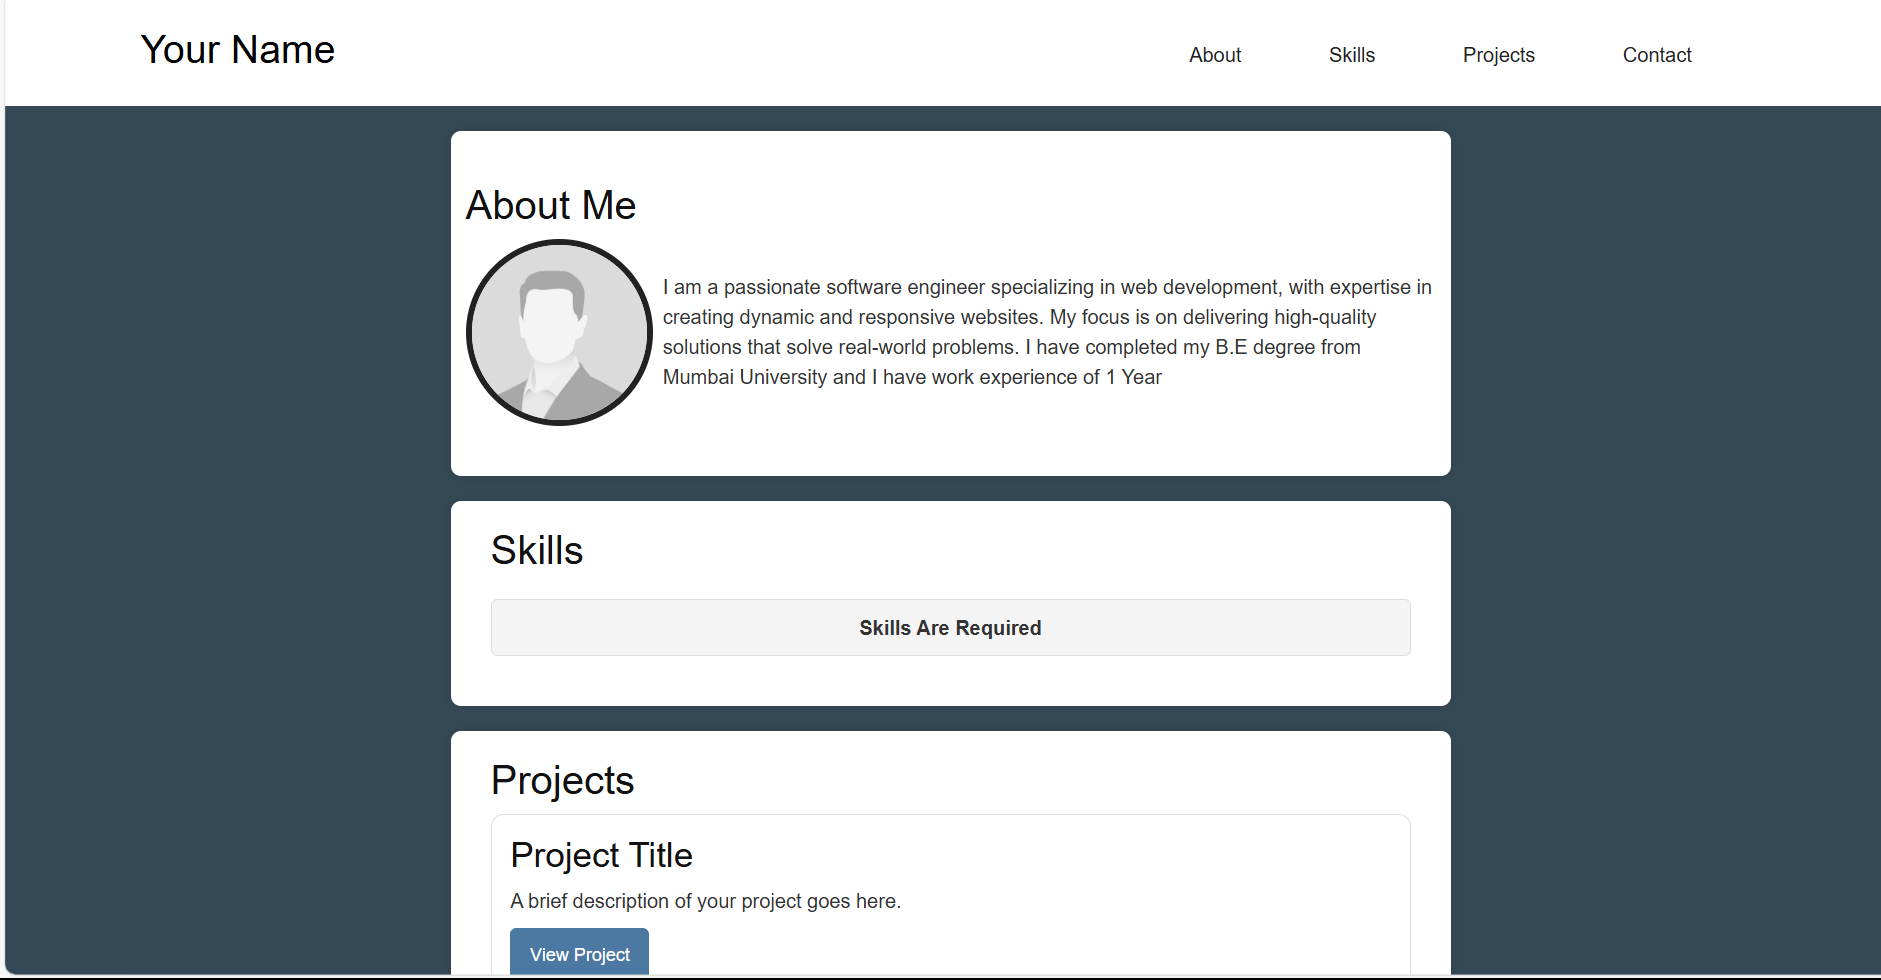 Your Name
About Skills Projects Contact
About Me
I am a passionate software engineer specializing in web development, with expertise in
creating dynamic and responsive websites. My focus is on delivering high-quality
solutions that solve real-world problems. I have completed my B.E degree from
Mumbai University and I have work experience of 1 Year
Skills
Skills Are Required
Projects
Project Title
A brief description of your project goes here.
View Project